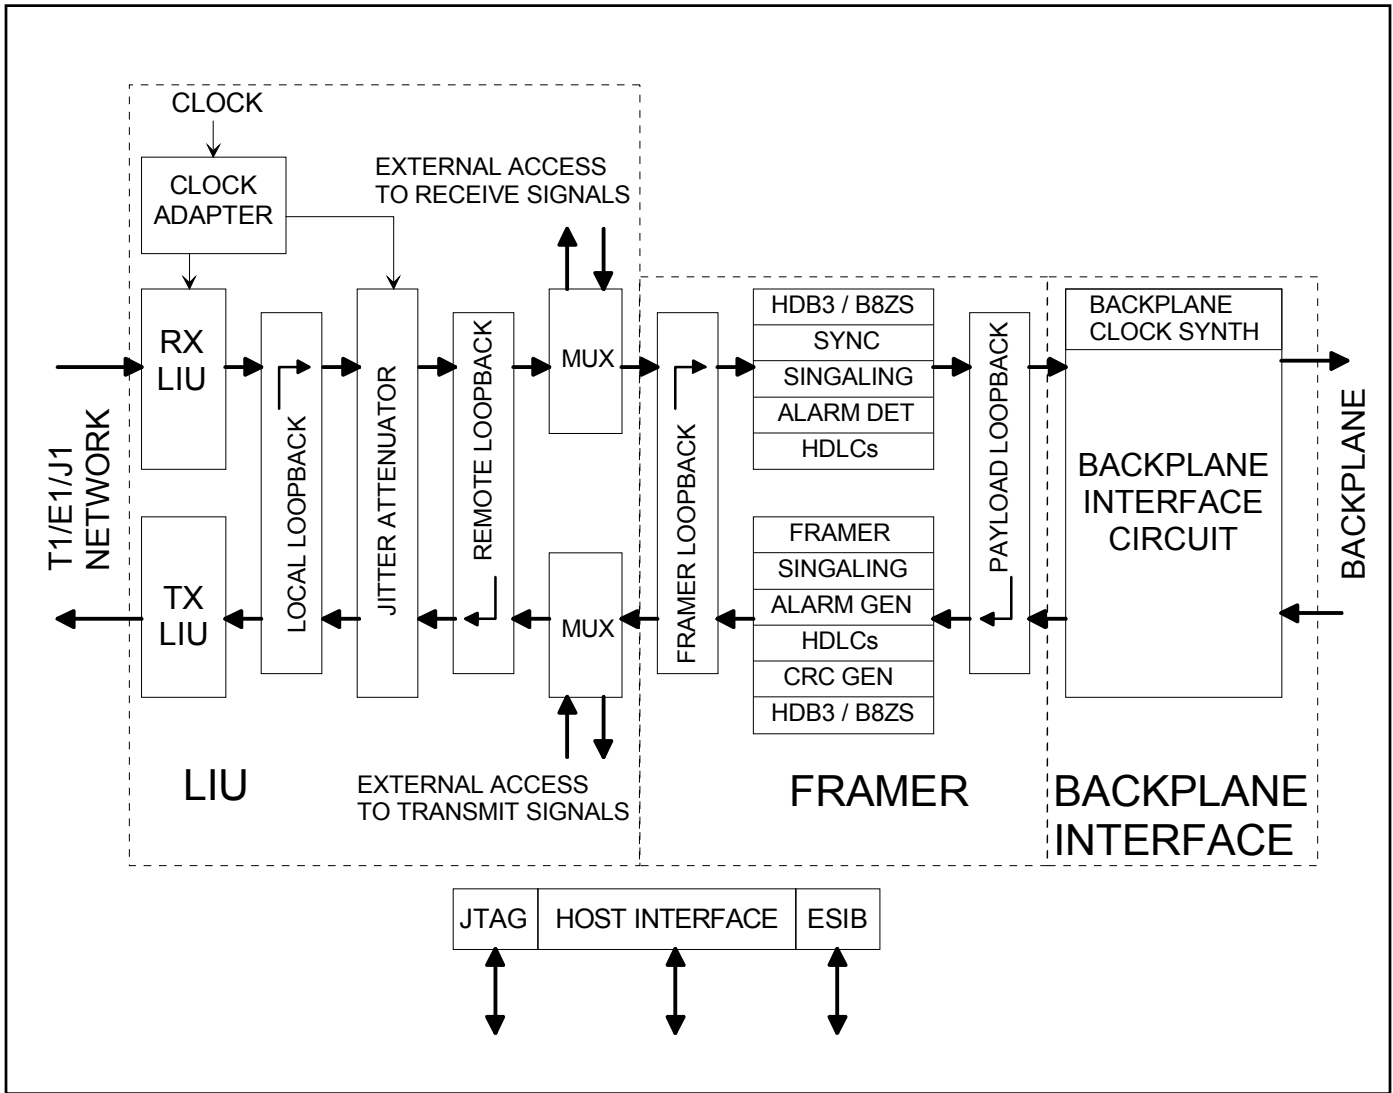 CLOCK
CLOCK
ADAPTER
EXTERNAL ACCESS
TO RECEIVE SIGNALS
RX
LIU
LOCAL LOOPBACK
JITTER ATTENUATOR
REMOTE LOOPBACK
MUX
FRAMER LOOPBACK
HDB3 / B8ZS
SYNC
SINGALING
ALARM DET
HDLCs
PAYLOAD LOOPBACK
BACKPLANE
CLOCK SYNTH
BACKPLANE
INTERFACE
CIRCUIT
BACKPLANE
T1/E1/J1
NETWORK
TX
LIU
MUX
FRAMER
SINGALING
ALARM GEN
HDLCs
CRC GEN
HDB3 / B8ZS
EXTERNAL ACCESS
TO TRANSMIT SIGNALS
LIU
FRAMER
BACKPLANE
INTERFACE
JTAG
HOST INTERFACE
ESIB